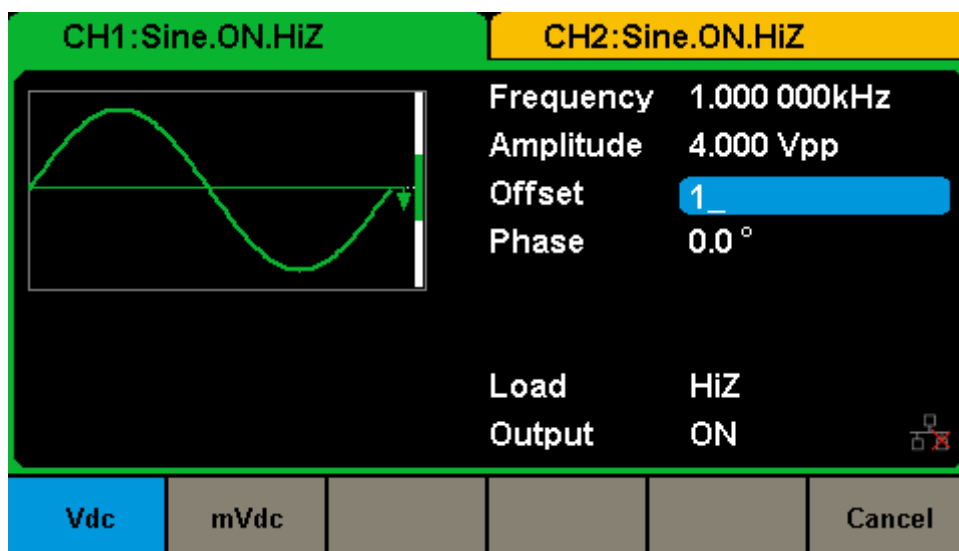 CH1:Sine.ON.HiZ CH2:Sine.ON.HiZ
Frequency 1.000 000kHz
Amplitude 4.000 Vpp
Offset 1_
Phase 0.0 °
Load HiZ
Output ON
Vdc mVdc Cancel